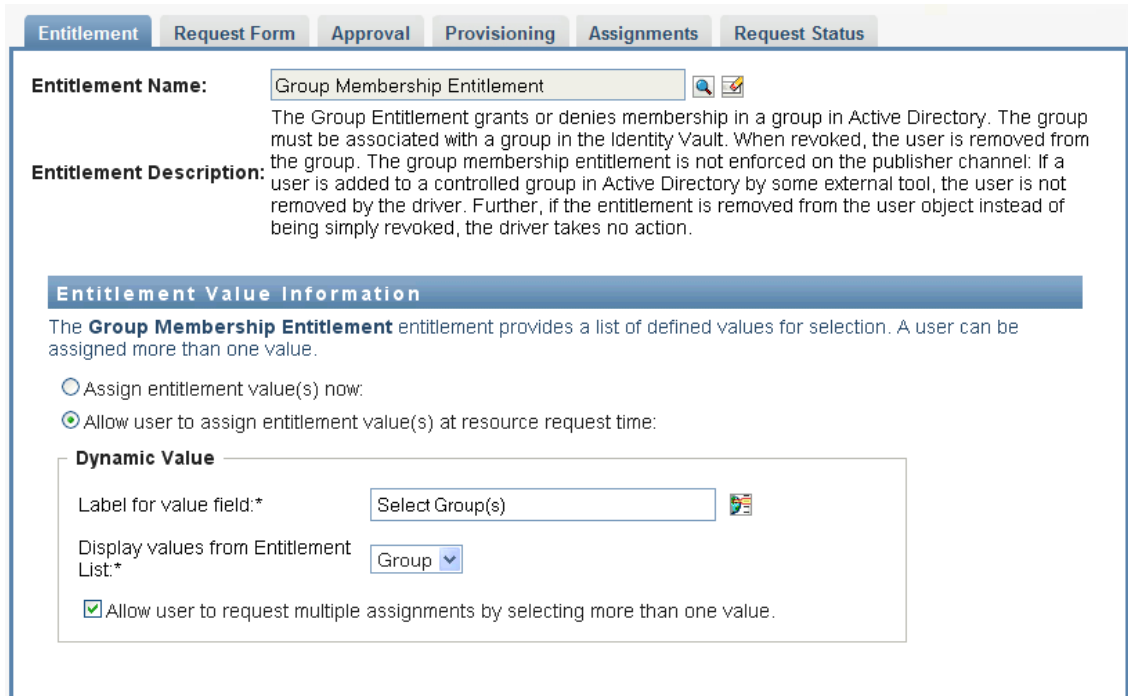 Entitlement Request Form Approval Provisioning Assignments Request Status
Entitlement Name: Group Membership Entitlement
The Group Entitlement grants or denies membership in a group in Active Directory. The group
must be associated with a group in the Identity Vault. When revoked, the user is removed from
the group. The group membership entitlement is not enforced on the publisher channel: If a
Entitlement Description: user is added to a controlled group in Active Directory by some external tool, the user is not
removed by the driver. Further, if the entitlement is removed from the user object instead of
being simply revoked, the driver takes no action.
Entitlement Value Information
The Group Membership Entitlement entitlement provides a list of defined values for selection. A user can be
assigned more than one value.
Assign entitlement value(s) now:
Allow user to assign entitlement value(s) at resource request time:
Dynamic Value
Label for value field:* Select Group(s)
Display values from Entitlement
List:* Group
Allow user to request multiple assignments by selecting more than one value.